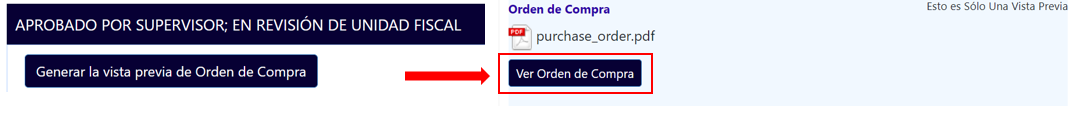 APROBADO POR SUPERVISOR; EN REVISIÓN DE UNIDAD FISCAL
Generar la vista previa de Orden de Compra
Orden de Compra
Esto es Sólo Una Vista Previa
PDF
purchase_order.pdf
Ver Orden de Compra